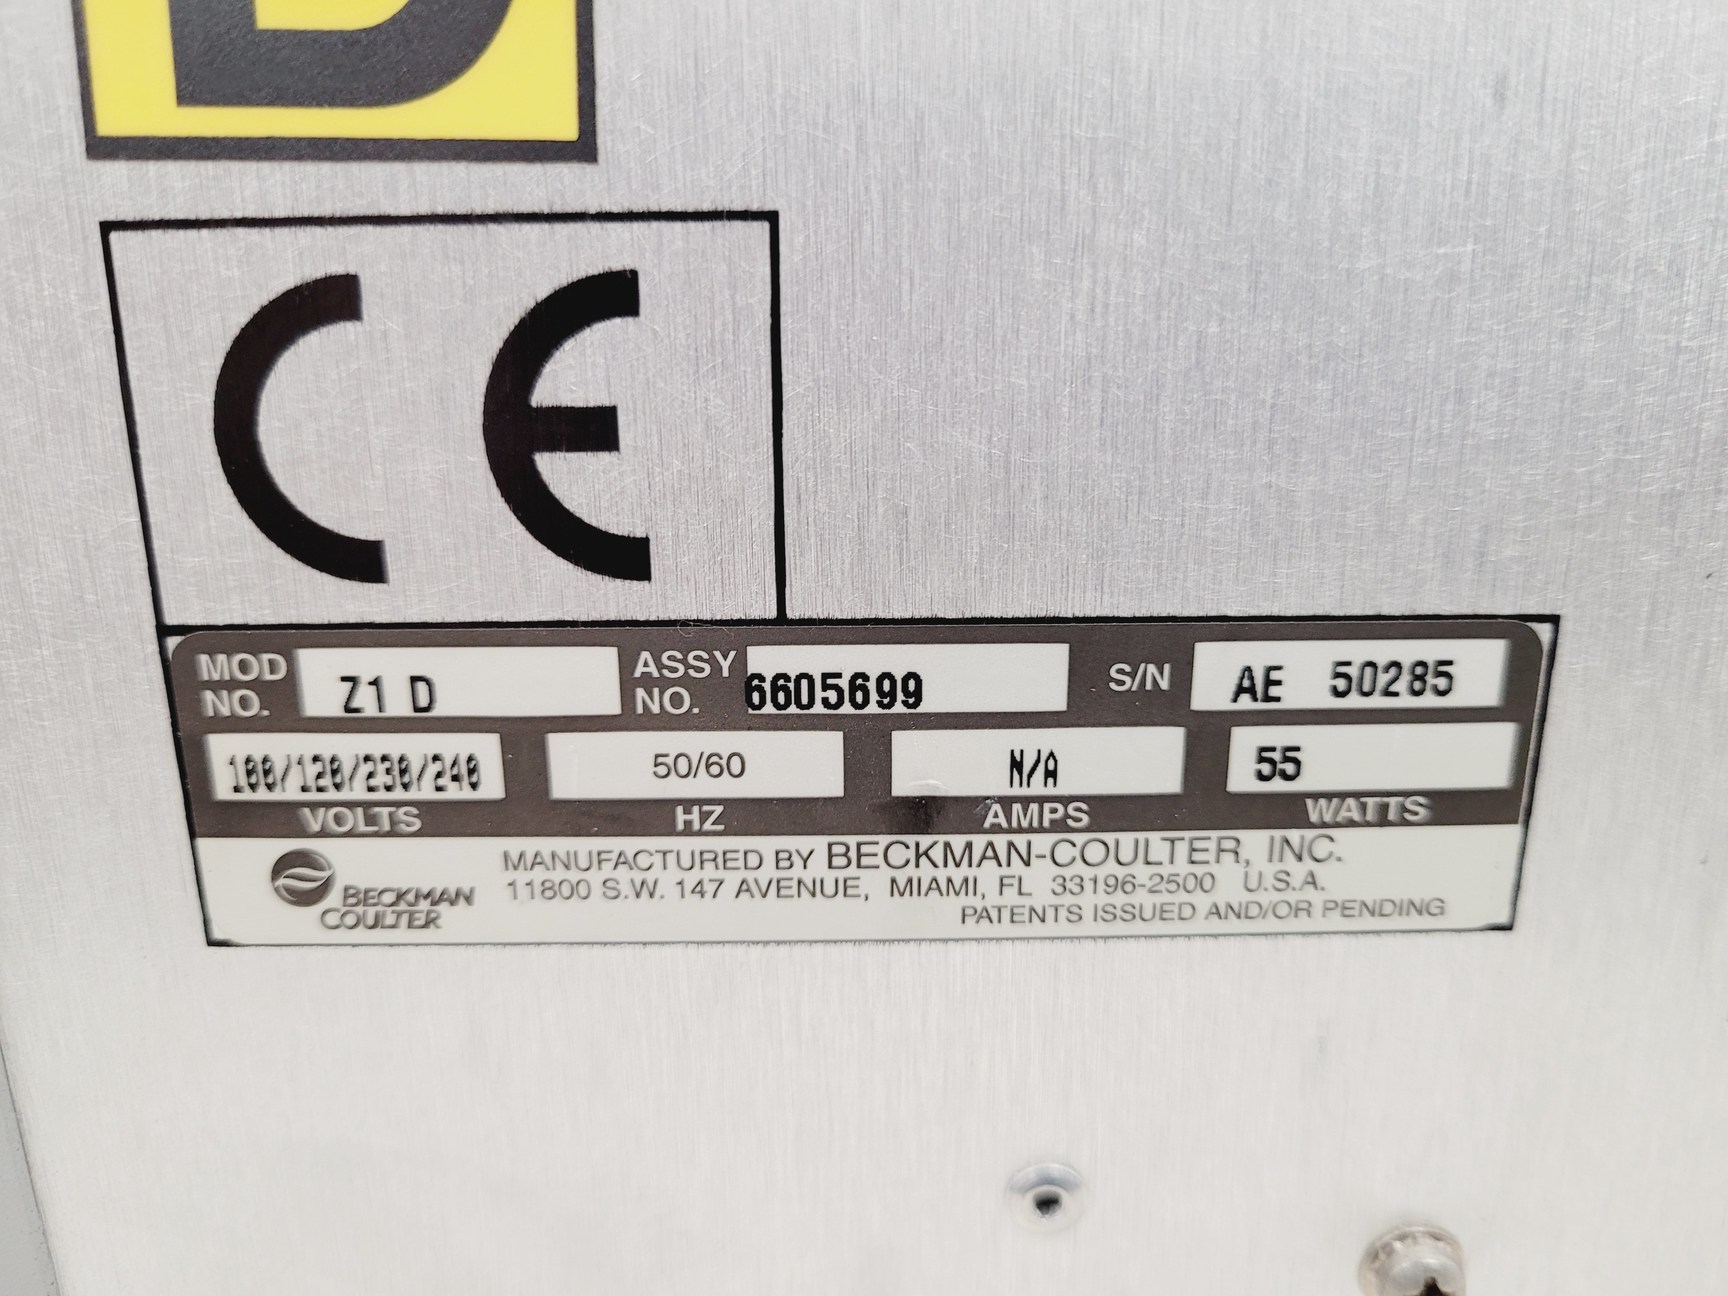 CE
MOD NO. Z1 D ASSY NO. 6605699 S/N AE 50285
100/120/230/240 50/60 N/A 55
VOLTS HZ AMPS WATTS
BECKMAN COULTER
MANUFACTURED BY BECKMAN-COULTER, INC.
11800 S.W. 147 AVENUE, MIAMI, FL 33196-2500 U.S.A.
PATENTS ISSUED AND/OR PENDING